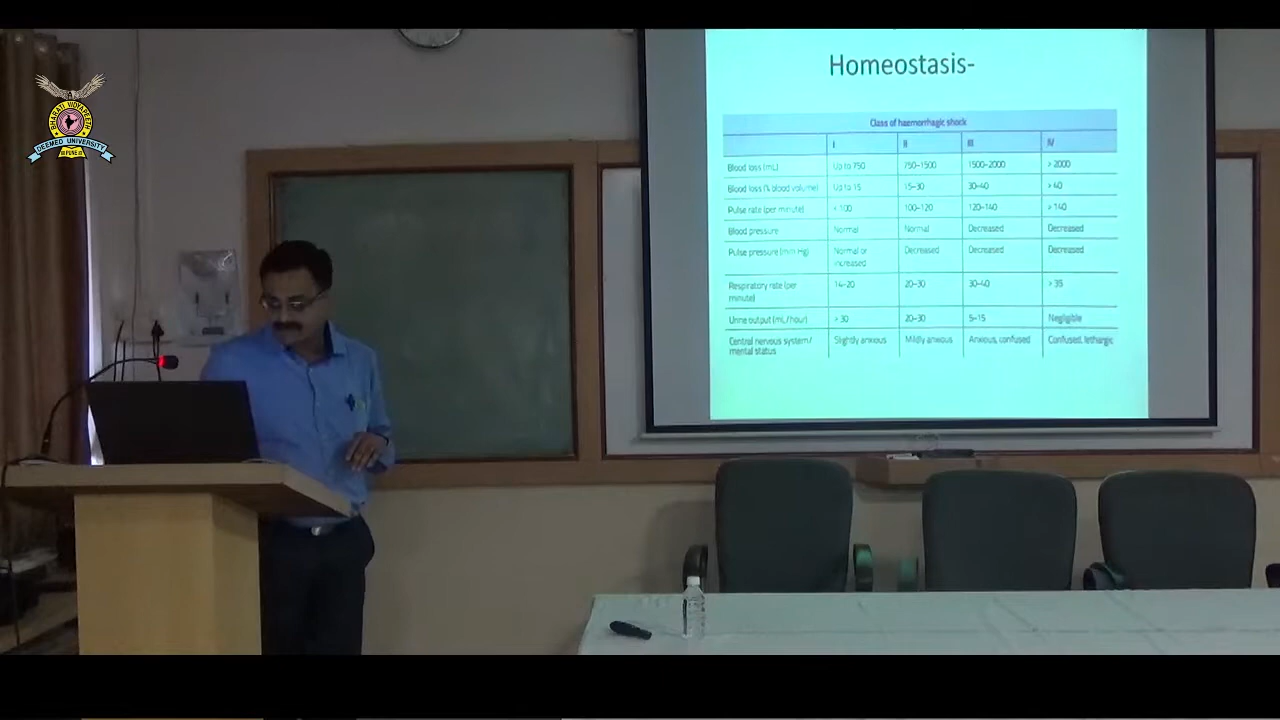 BHARATI VIDYAPEETH
DEEMED UNIVERSITY
Homeostasis-
Class of haemorrhagic shock
I II III IV
Blood loss (mL) Up to 750 750–1500 1500–2000 > 2000
Blood loss (% blood volume) Up to 15 15–30 30–40 > 40
Pulse rate (per minute) < 100 100–120 120–140 > 140
Blood pressure Normal Normal Decreased Decreased
Pulse pressure (mm Hg) Normal or Decreased Decreased Decreased
increased
Respiratory rate (per 14–20 20–30 30–40 > 35
minute)
Urine output (mL/hour) > 30 20–30 5–15 Negligible
Central nervous system/ Slightly anxious Mildly anxious Anxious, confused Confused, lethargic
mental status